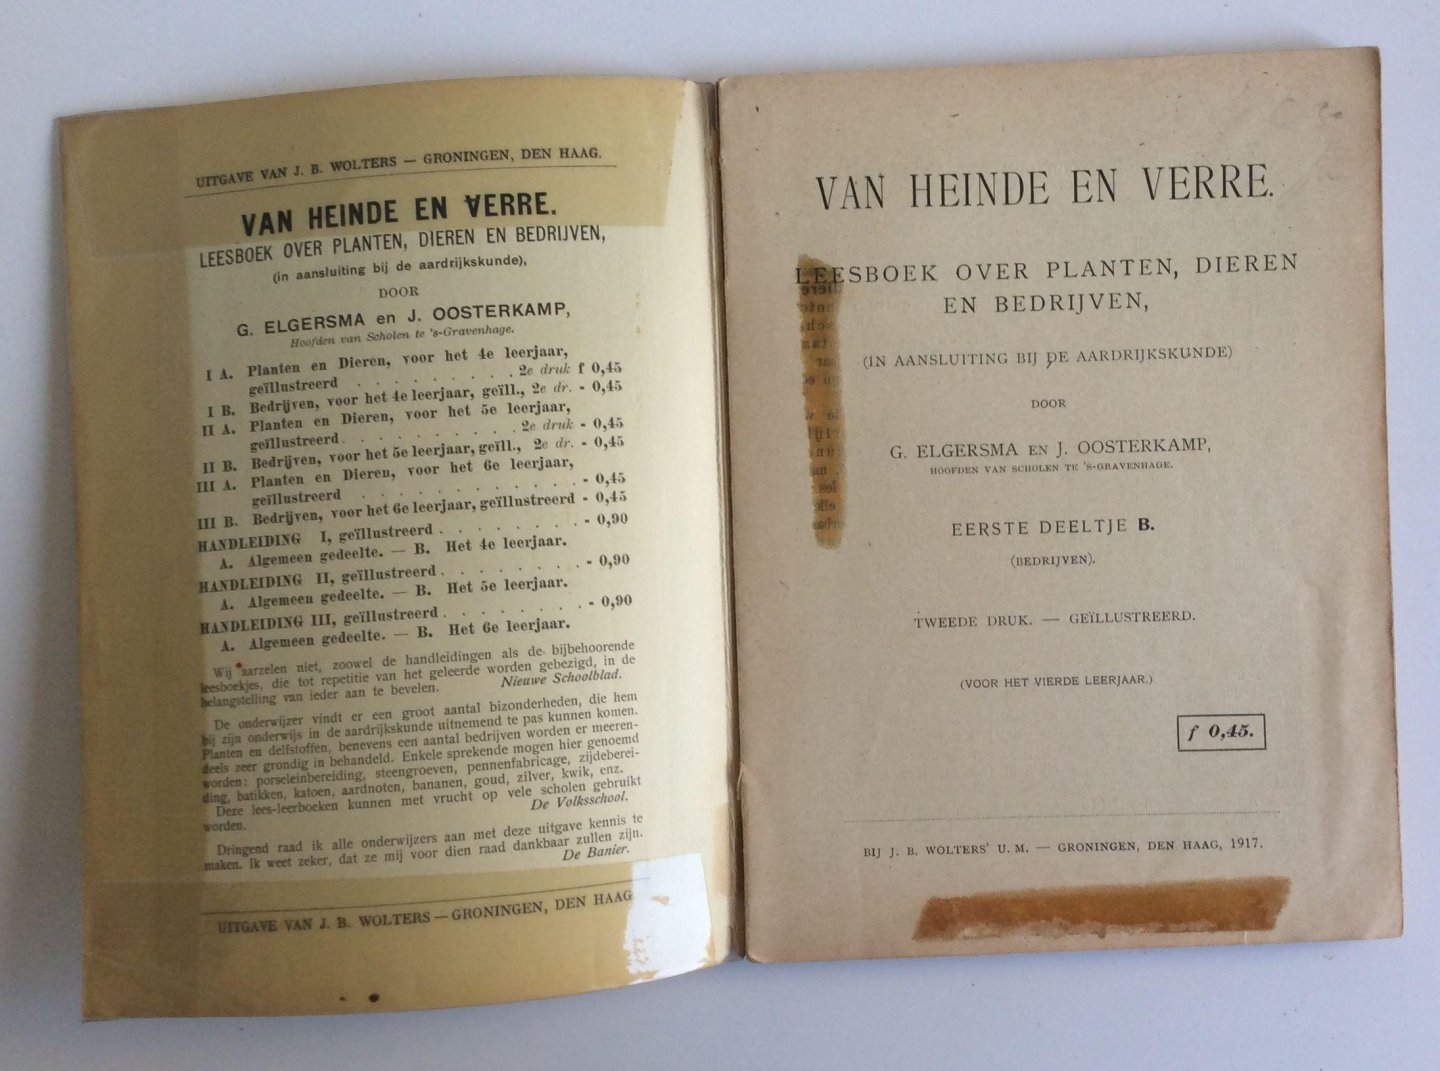 UITGAVE VAN J. B. WOLTERS — GRONINGEN, DEN HAAG.
VAN HEINDE EN VERRE.
LEESBOEK OVER PLANTEN, DIEREN EN BEDRIJVEN,
(in aansluiting bij de aardrijkskunde),
DOOR
G. ELGERSMA en J. OOSTERKAMP,
Hoofden van Scholen te 's-Gravenhage.
I A. Planten en Dieren, voor het 4e leerjaar,
geïllustreerd . . . . . . . . . . 2e druk f 0,45
I B. Bedrijven, voor het 4e leerjaar, geïll., 2e dr. - 0,45
II A. Planten en Dieren, voor het 5e leerjaar,
geïllustreerd . . . . . . . . . . 2e druk - 0,45
II B. Bedrijven, voor het 5e leerjaar, geïll., 2e dr. - 0,45
III A. Planten en Dieren, voor het 6e leerjaar,
geïllustreerd . . . . . . . . . . . . . - 0,45
III B. Bedrijven, voor het 6e leerjaar, geïllustreerd - 0,45
HANDLEIDING I, geïllustreerd . . . . . . . - 0,90
A. Algemeen gedeelte. — B. Het 4e leerjaar.
HANDLEIDING II, geïllustreerd . . . . . . . - 0,90
A. Algemeen gedeelte. — B. Het 5e leerjaar.
HANDLEIDING III, geïllustreerd . . . . . . . - 0,90
A. Algemeen gedeelte. — B. Het 6e leerjaar.
Wij aarzelen niet, zoowel de handleidingen als de bijbehoorende
leesboekjes, die tot repetitie van het geleerde worden gebezigd, in de
belangstelling van ieder aan te bevelen. Nieuwe Schoolblad.
De onderwijzer vindt er een groot aantal bizonderheden, die hem
bij zijn onderwijs in de aardrijkskunde uitnemend te pas kunnen komen.
Planten en delfstoffen, benevens een aantal bedrijven worden er meeren-
deels zeer grondig in behandeld. Enkele sprekende mogen hier genoemd
worden: porseleinbereiding, steengroeven, pennenfabricage, zijdeberei-
ding, batikken, katoen, aardnoten, bananen, goud, zilver, kwik, enz.
Deze lees-leerboeken kunnen met vrucht op vele scholen gebruikt
worden. De Volksschool.
Dringend raad ik alle onderwijzers aan met deze uitgave kennis te
maken. Ik weet zeker, dat ze mij voor dien raad dankbaar zullen zijn.
De Banier.
UITGAVE VAN J. B. WOLTERS — GRONINGEN, DEN HAAG
VAN HEINDE EN VERRE.
LEESBOEK OVER PLANTEN, DIEREN
EN BEDRIJVEN,
(IN AANSLUITING BIJ DE AARDRIJKSKUNDE)
DOOR
G. ELGERSMA EN J. OOSTERKAMP,
HOOFDEN VAN SCHOLEN TE 'S-GRAVENHAGE.
EERSTE DEELTJE B.
(BEDRIJVEN).
TWEEDE DRUK. — GEÏLLUSTREERD.
(VOOR HET VIERDE LEERJAAR.)
f 0,45.
BIJ J. B. WOLTERS' U. M. — GRONINGEN, DEN HAAG, 1917.